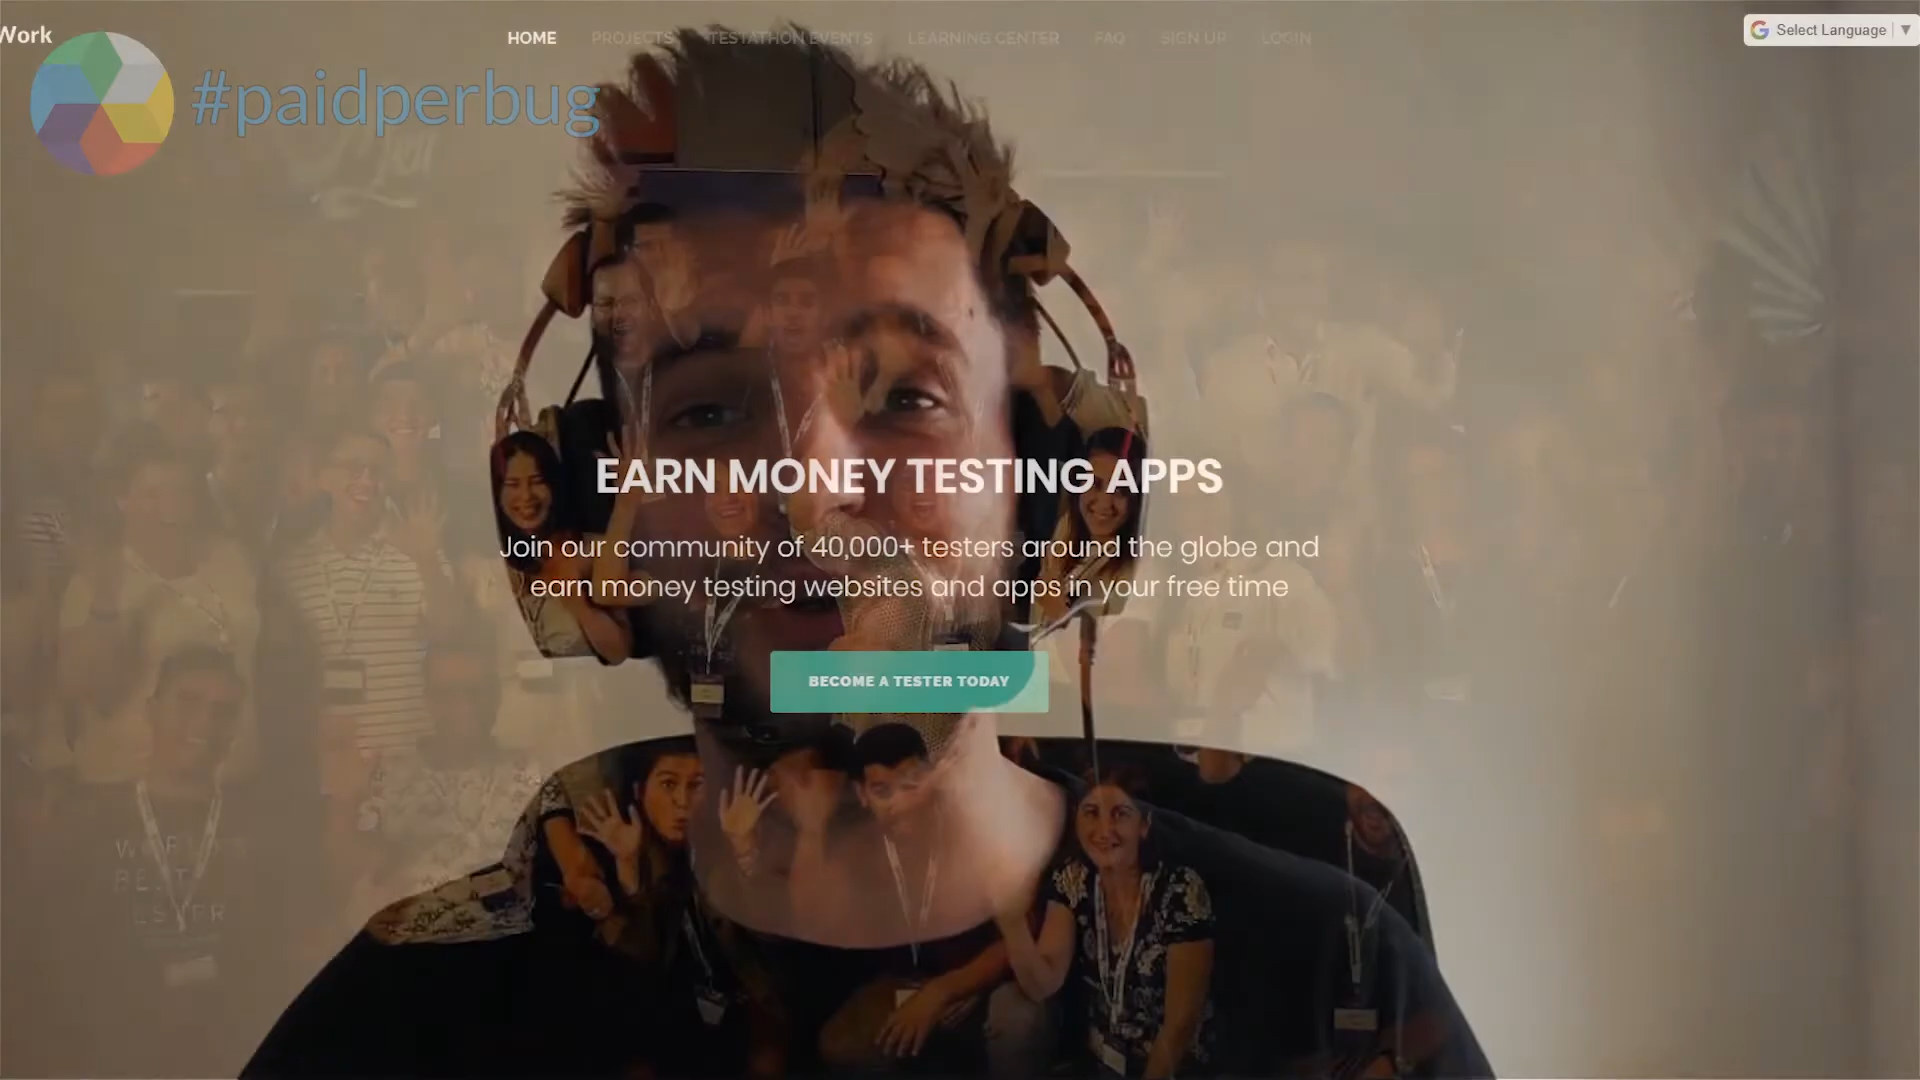 Work
HOME PROJECTS TESTATHON EVENTS LEARNING CENTER FAQ SIGN UP LOGIN
Select Language ▼
#paidperbug
EARN MONEY TESTING APPS
Join our community of 40,000+ testers around the globe and
earn money testing websites and apps in your free time
BECOME A TESTER TODAY
BEST